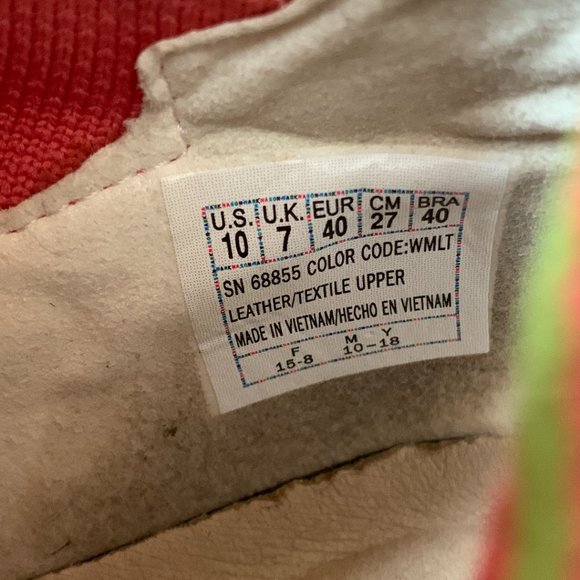 U.S. U.K. EUR CM BRA
10 7 40 27 40
SN 68855 COLOR CODE:WMLT
LEATHER/TEXTILE UPPER
MADE IN VIETNAM/HECHO EN VIETNAM
F M Y
15-8 10-18